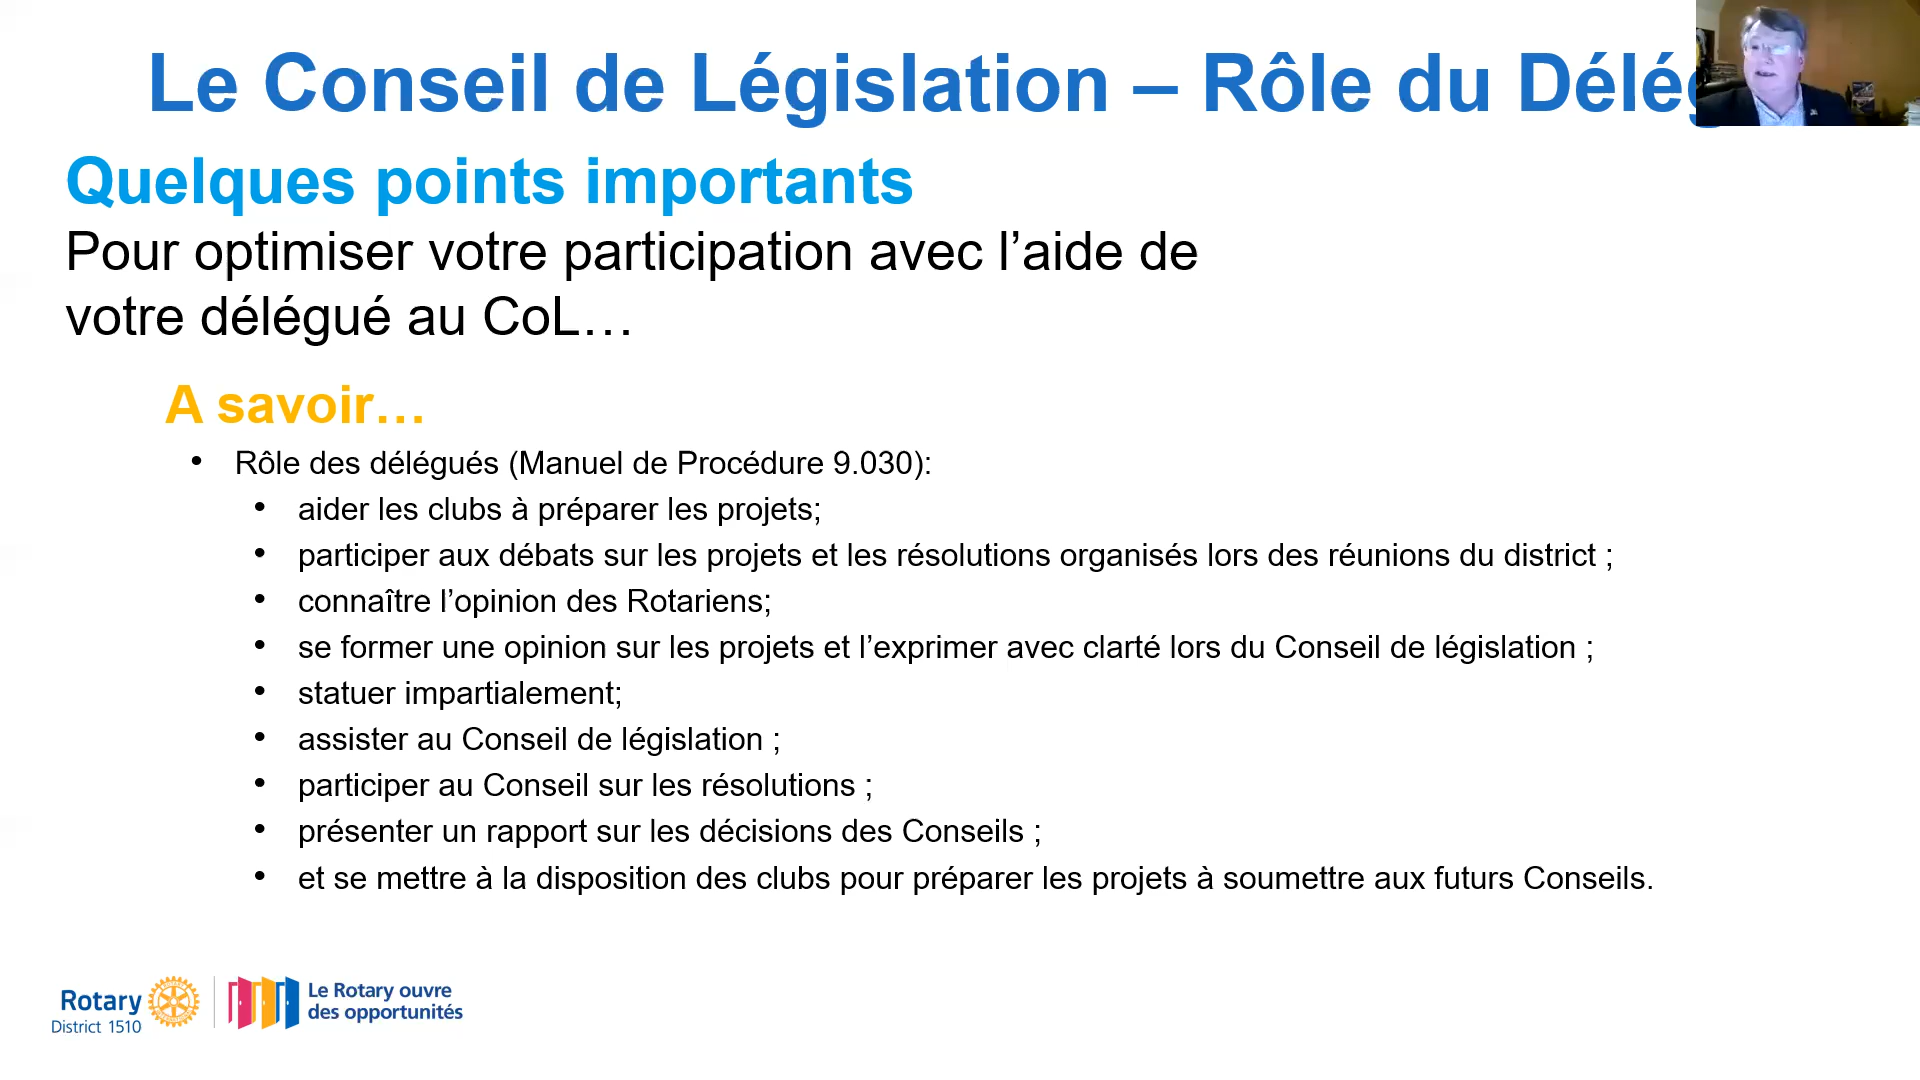 Le Conseil de Législation – Rôle du
Quelques points importants
Pour optimiser votre participation avec l’aide de
votre délégué au CoL…
A savoir…
• Rôle des délégués (Manuel de Procédure 9.030):
• aider les clubs à préparer les projets;
• participer aux débats sur les projets et les résolutions organisés lors des réunions du district ;
• connaître l’opinion des Rotariens;
• se former une opinion sur les projets et l’exprimer avec clarté lors du Conseil de législation ;
• statuer impartialement;
• assister au Conseil de législation ;
• participer au Conseil sur les résolutions ;
• présenter un rapport sur les décisions des Conseils ;
• et se mettre à la disposition des clubs pour préparer les projets à soumettre aux futurs Conseils.
Rotary
District 1510
Le Rotary ouvre
des opportunités